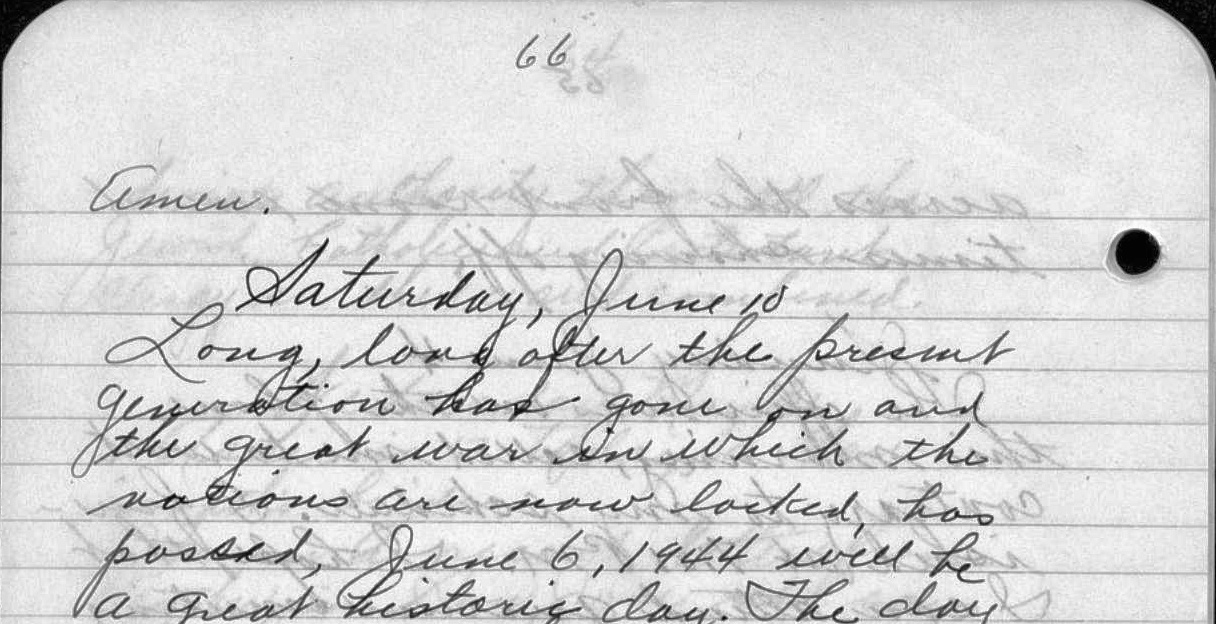 66
Amen.
Saturday, June 10
Long, long after the present
generation has gone on and
the great war in which the
nations are now locked, has
passed, June 6, 1944 will be
a great historic day. The day